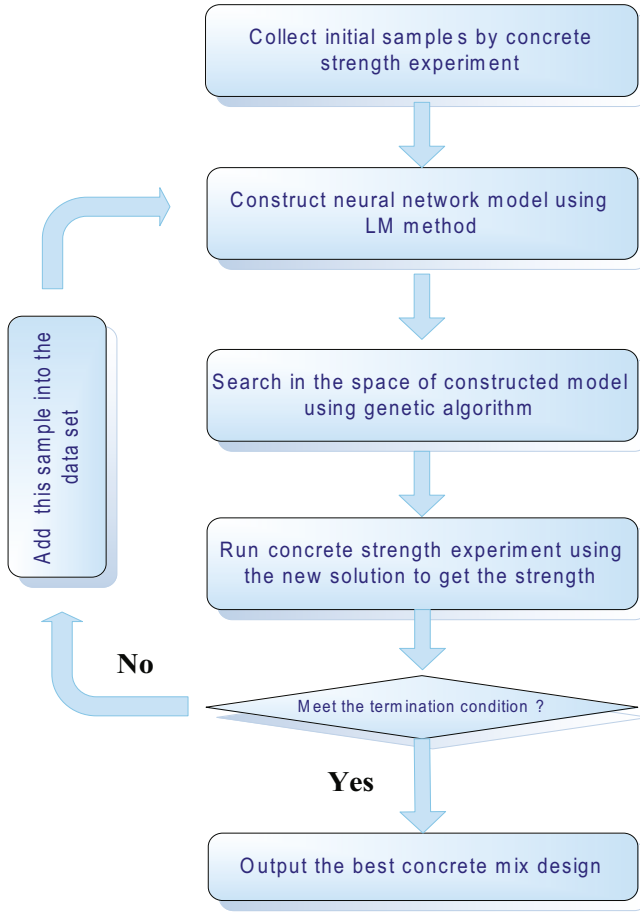 Collect initial samples by concrete
strength experiment
Construct neural network model using
LM method
Search in the space of constructed model
using genetic algorithm
Run concrete strength experiment using
the new solution to get the strength
Meet the termination condition ?
No
Add this sample into the
data set
Yes
Output the best concrete mix design